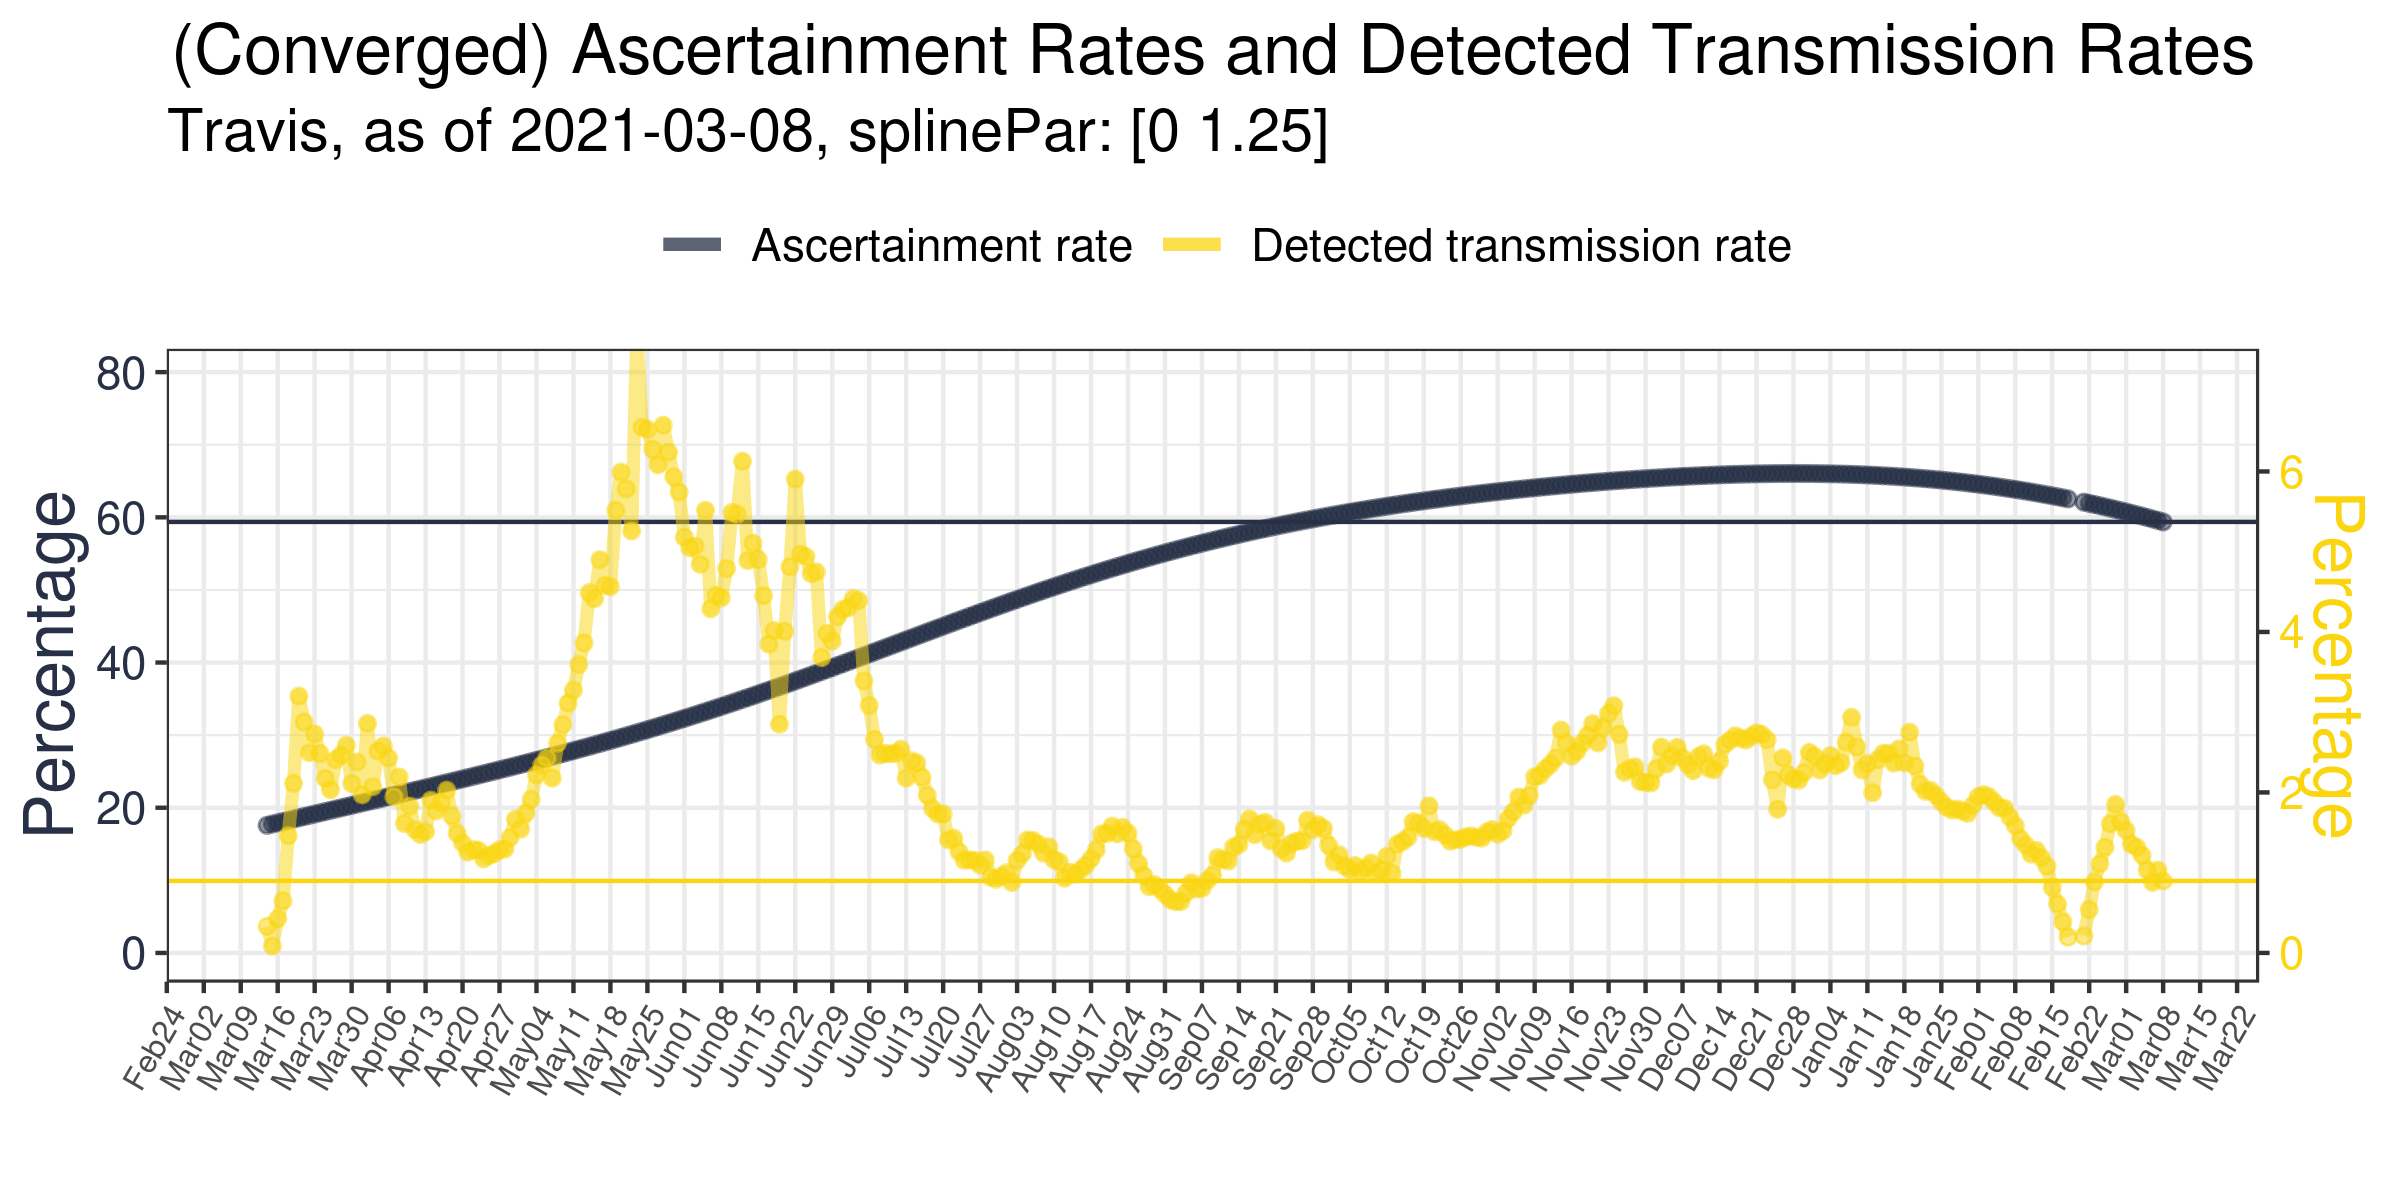 (Converged) Ascertainment Rates and Detected Transmission Rates
Travis, as of 2021-03-08, splinePar: [0 1.25]
Ascertainment rate
Detected transmission rate
Percentage
80
60
40
20
0
6
4
2
0
Percentage
Feb24
Mar02
Mar09
Mar16
Mar23
Mar30
Apr06
Apr13
Apr20
Apr27
May04
May11
May18
May25
Jun01
Jun08
Jun15
Jun22
Jun29
Jul06
Jul13
Jul20
Jul27
Aug03
Aug10
Aug17
Aug24
Aug31
Sep07
Sep14
Sep21
Sep28
Oct05
Oct12
Oct19
Oct26
Nov02
Nov09
Nov16
Nov23
Nov30
Dec07
Dec14
Dec21
Dec28
Jan04
Jan11
Jan18
Jan25
Feb01
Feb08
Feb15
Feb22
Mar01
Mar08
Mar15
Mar22